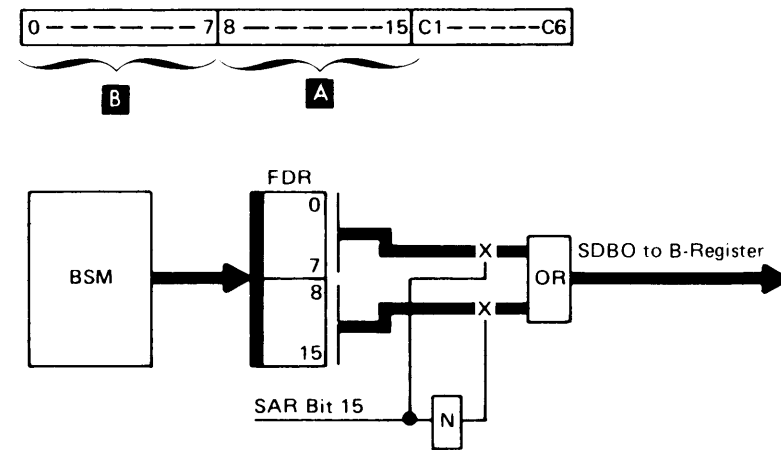 0 – – – – – – – 7 8 – – – – – – 15 C1 – – – – – C6
B A
FDR
0
7
8
15
BSM
X
X
OR
SDBO to B-Register
SAR Bit 15
N